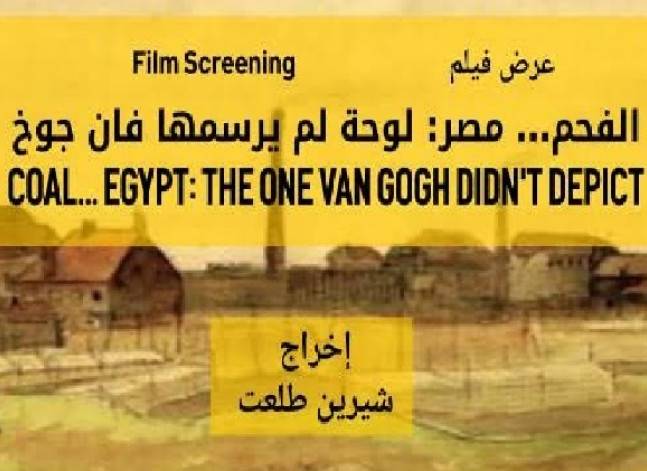 Film Screening
عرض فيلم
الفحم... مصر: لوحة لم يرسمها فان جوخ
COAL... EGYPT: THE ONE VAN GOGH DIDN'T DEPICT
إخراج
شيرين طلعت